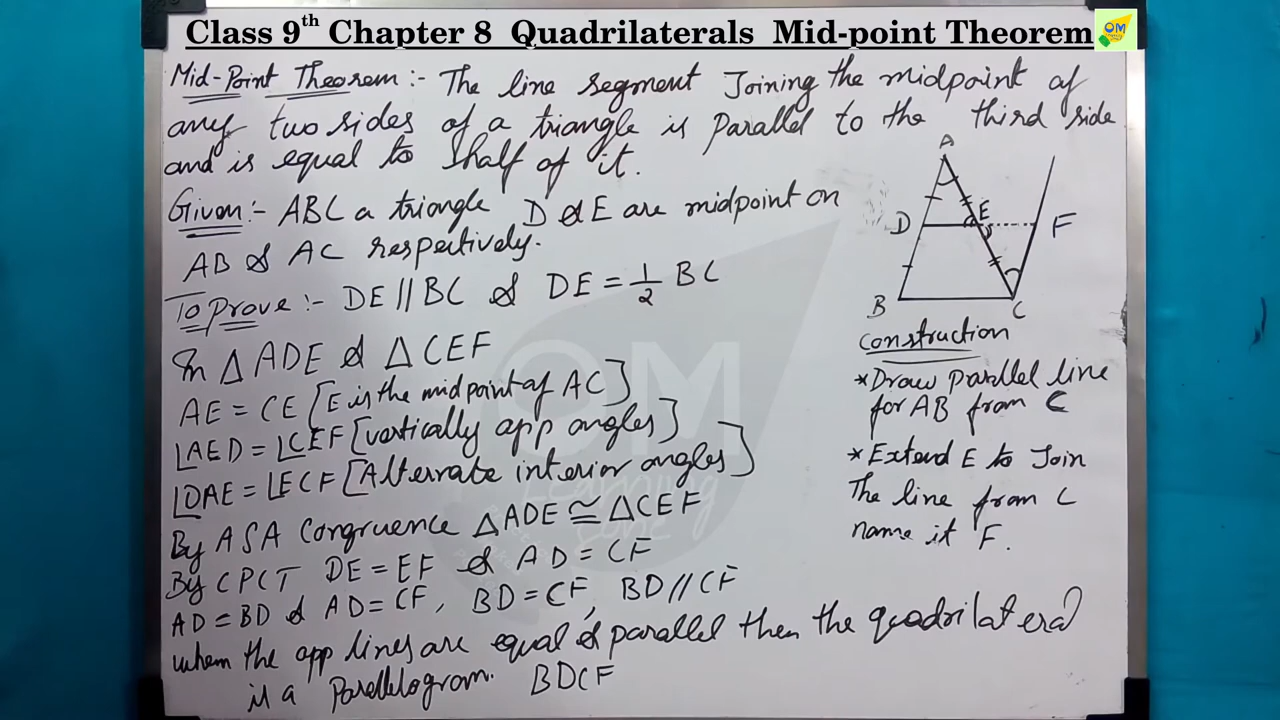 Class 9th Chapter 8 Quadrilaterals Mid-point Theorem
OM
Mid-Point Theorem :- The line segment Joining the midpoint of
any two sides of a triangle is parallel to the third side
and is equal to half of it.
Given :- ABC a triangle D & E are midpoint on
AB & AC respectively.
To Prove :- DE // BC & DE = 1/2 BC
In △ ADE & △ CEF
AE = CE [E is the midpoint of AC]
∠AED = ∠CEF [vertically opp angles]
∠DAE = ∠ECF [Alternate interior angles]
By ASA Congruence △ADE ≅ △CEF
By CPCT DE = EF & AD = CF
AD = BD & AD = CF, BD = CF, BD // CF
when the opp lines are equal & parallel then the quadrilateral
is a Parallelogram. BDCF
A
D
E
F
B
C
Construction
* Draw parallel line
for AB from C
* Extend E to Join
The line from C
name it F.
OM